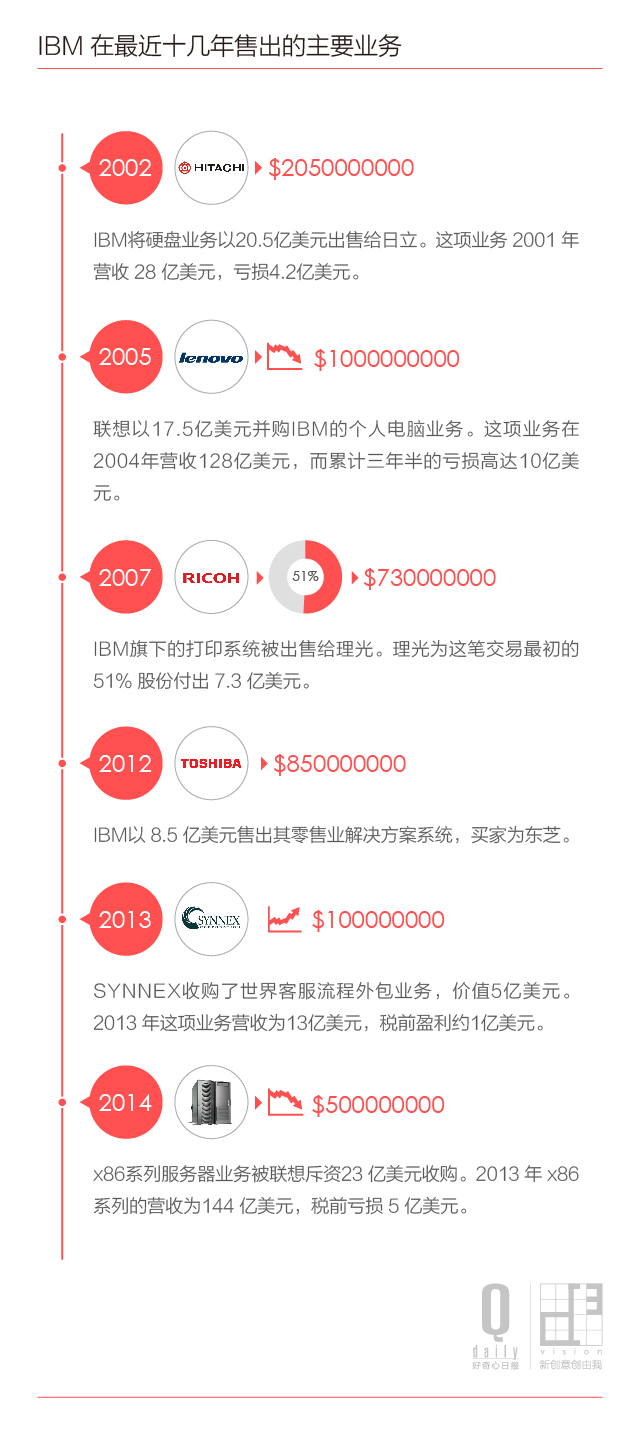 IBM 在最近十几年售出的主要业务
2002
HITACHI
$2050000000
IBM将硬盘业务以20.5亿美元出售给日立。这项业务 2001 年
营收 28 亿美元，亏损4.2亿美元。
2005
lenovo
$1000000000
联想以17.5亿美元并购IBM的个人电脑业务。这项业务在
2004年营收128亿美元，而累计三年半的亏损高达10亿美
元。
2007
RICOH
51%
$730000000
IBM旗下的打印系统被出售给理光。理光为这笔交易最初的
51% 股份付出 7.3 亿美元。
2012
TOSHIBA
$850000000
IBM以 8.5 亿美元售出其零售业解决方案系统，买家为东芝。
2013
SYNNEX
CORPORATION
$100000000
SYNNEX收购了世界客服流程外包业务，价值5亿美元。
2013 年这项业务营收为13亿美元，税前盈利约1亿美元。
2014
$500000000
x86系列服务器业务被联想斥资23 亿美元收购。2013 年 x86
系列的营收为144 亿美元，税前亏损 5 亿美元。
Q
daily
好奇心日报
vision
新创意创由我